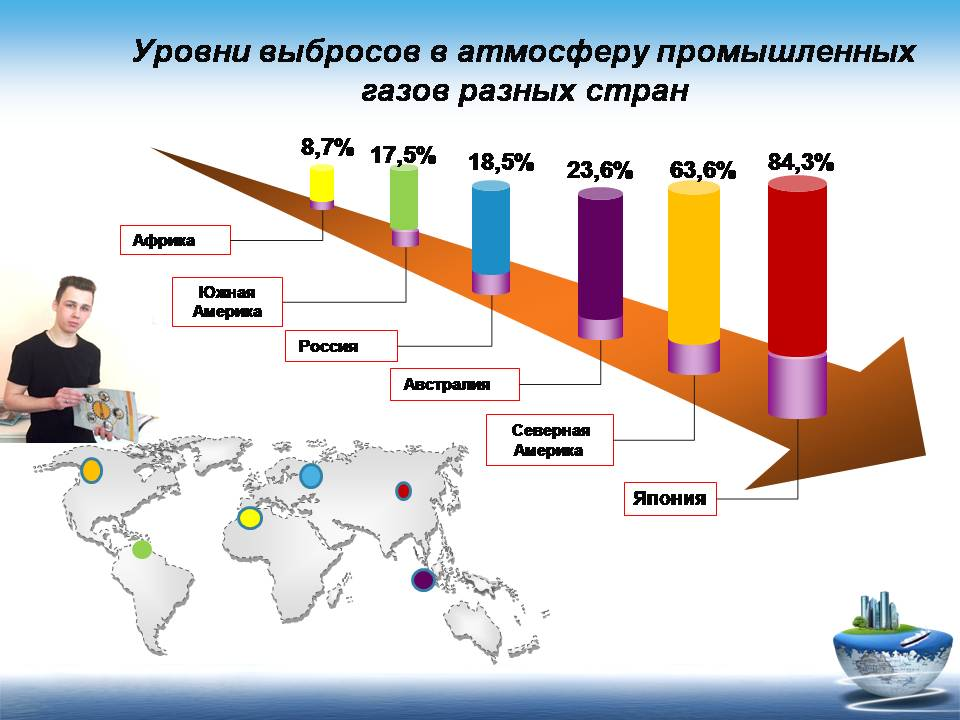 Уровни выбросов в атмосферу промышленных
газов разных стран
8,7%
17,5%
18,5%
23,6%
63,6%
84,3%
Африка
Южная
Америка
Россия
Австралия
Северная
Америка
Япония